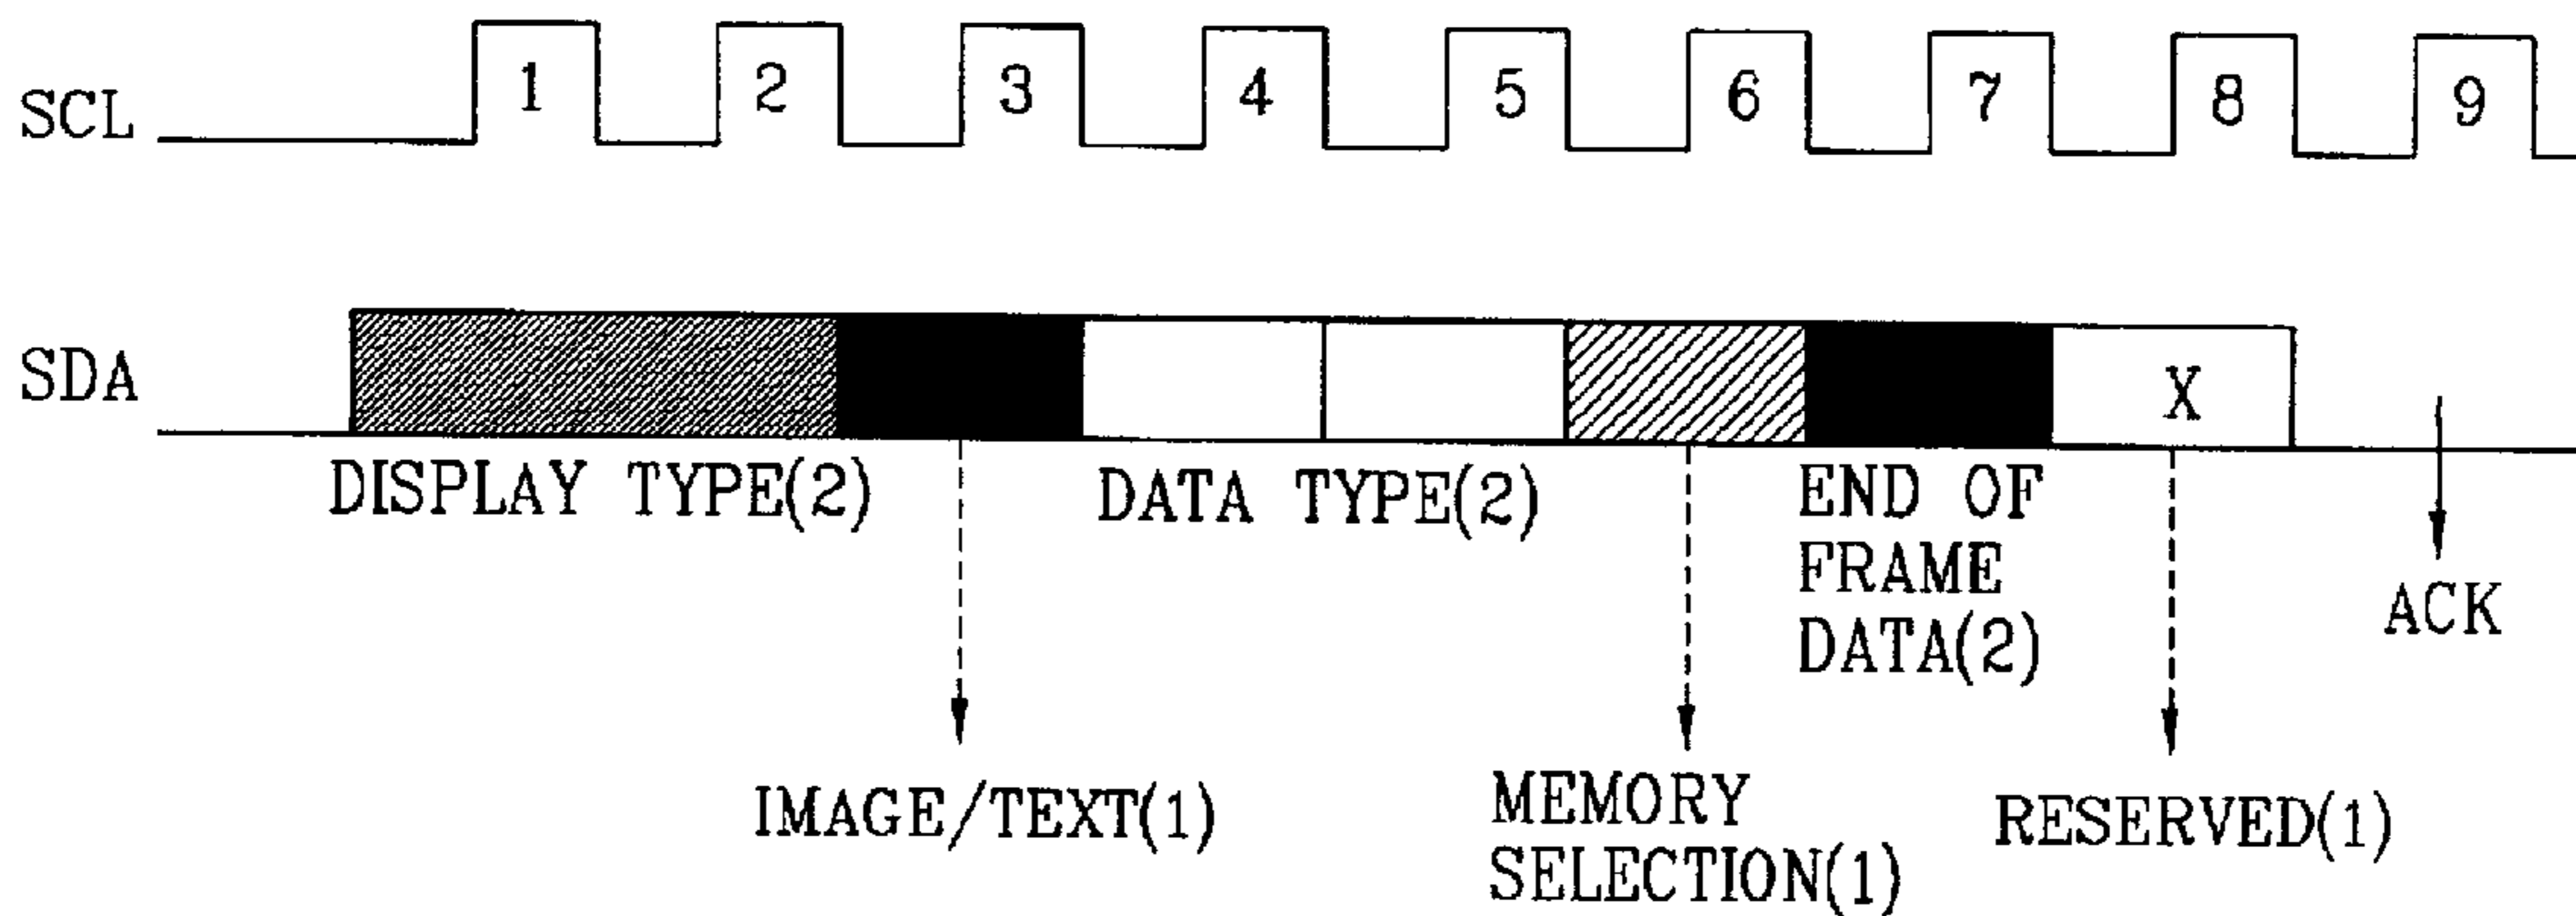 SCL
1 2 3 4 5 6 7 8 9
SDA
X
DISPLAY TYPE(2)
DATA TYPE(2)
END OF
FRAME
DATA(2)
ACK
IMAGE/TEXT(1)
MEMORY
SELECTION(1)
RESERVED(1)